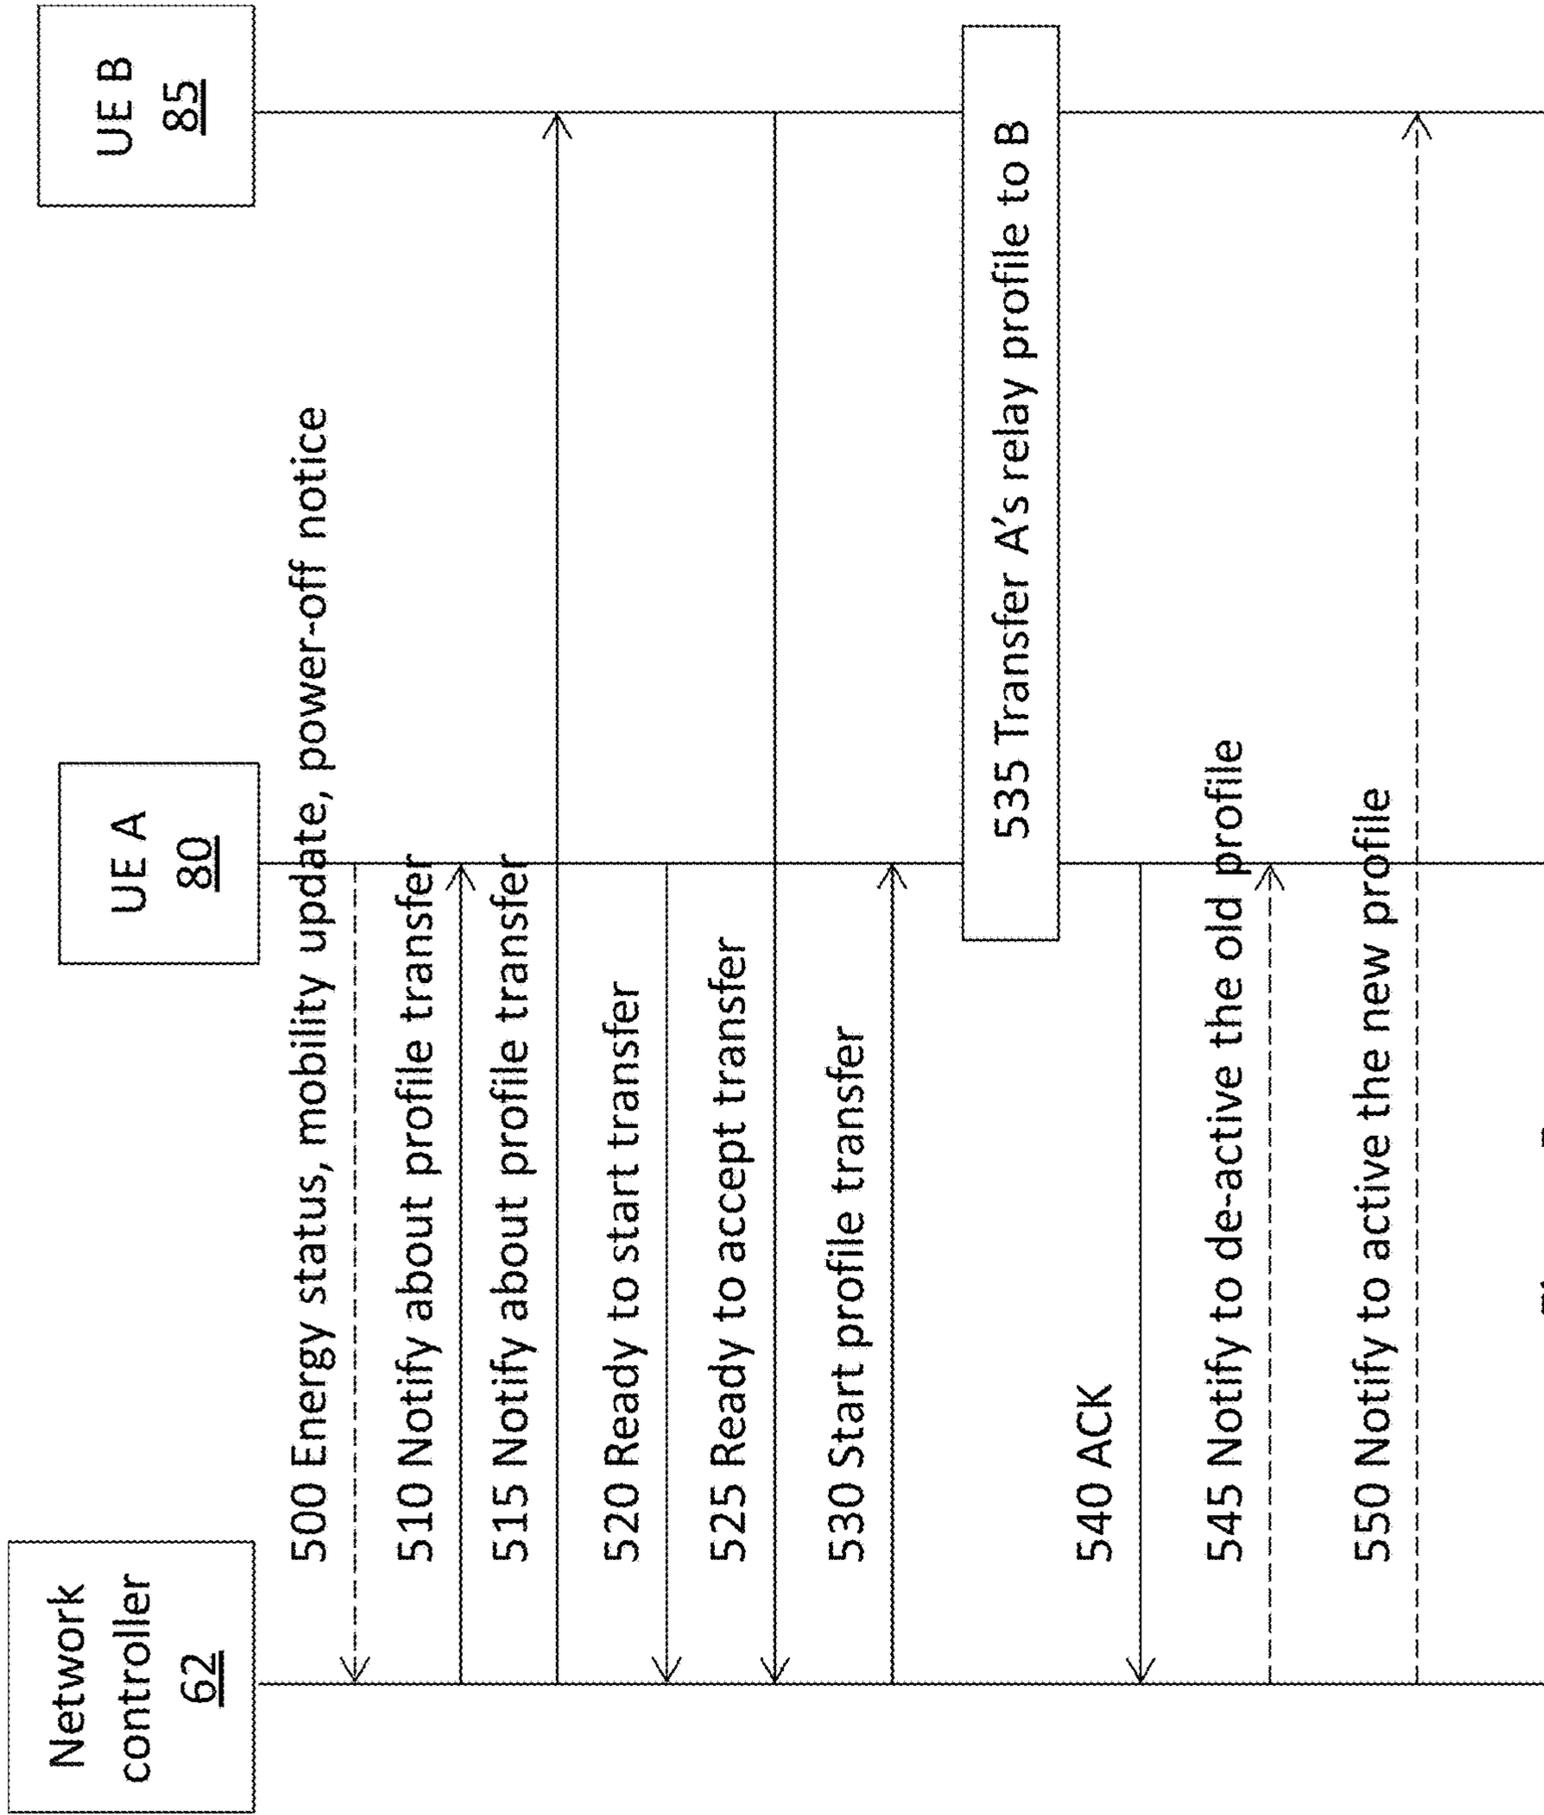 Network
controller
62
UE A
80
UE B
85
500 Energy status, mobility update, power-off notice
510 Notify about profile transfer
515 Notify about profile transfer
520 Ready to start transfer
525 Ready to accept transfer
530 Start profile transfer
535 Transfer A’s relay profile to B
540 ACK
545 Notify to de-active the old profile
550 Notify to active the new profile